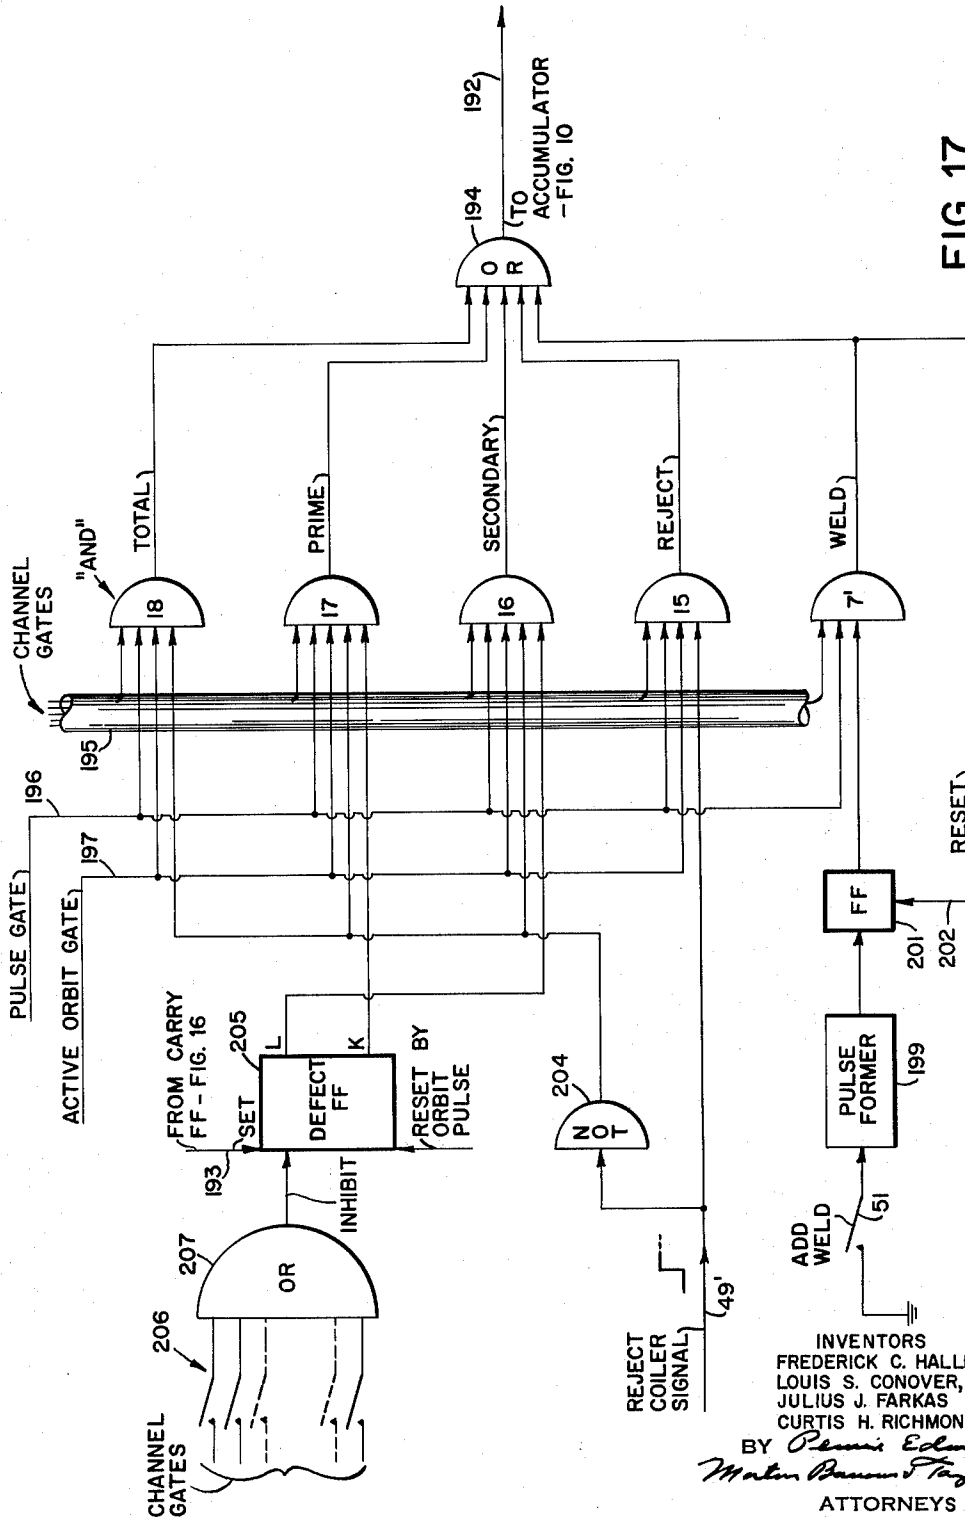 PULSE GATE
196
ACTIVE ORBIT GATE
197
CHANNEL
GATES
195
"AND"
18
TOTAL
17
PRIME
16
SECONDARY
15
REJECT
7'
WELD
OR
194
TO
ACCUMULATOR
-FIG. 10
192
FIG. 17
FROM CARRY
FF-FIG. 16
193
SET
205
DEFECT
FF
L
K
RESET BY
ORBIT
PULSE
INHIBIT
207
OR
206
CHANNEL
GATES
204
NOT
REJECT
COILER
SIGNAL
49'
ADD
WELD
51
PULSE
FORMER
199
FF
201
202
RESET
INVENTORS
FREDERICK C. HALL
LOUIS S. CONOVER,
JULIUS J. FARKAS
CURTIS H. RICHMON
BY
ATTORNEYS